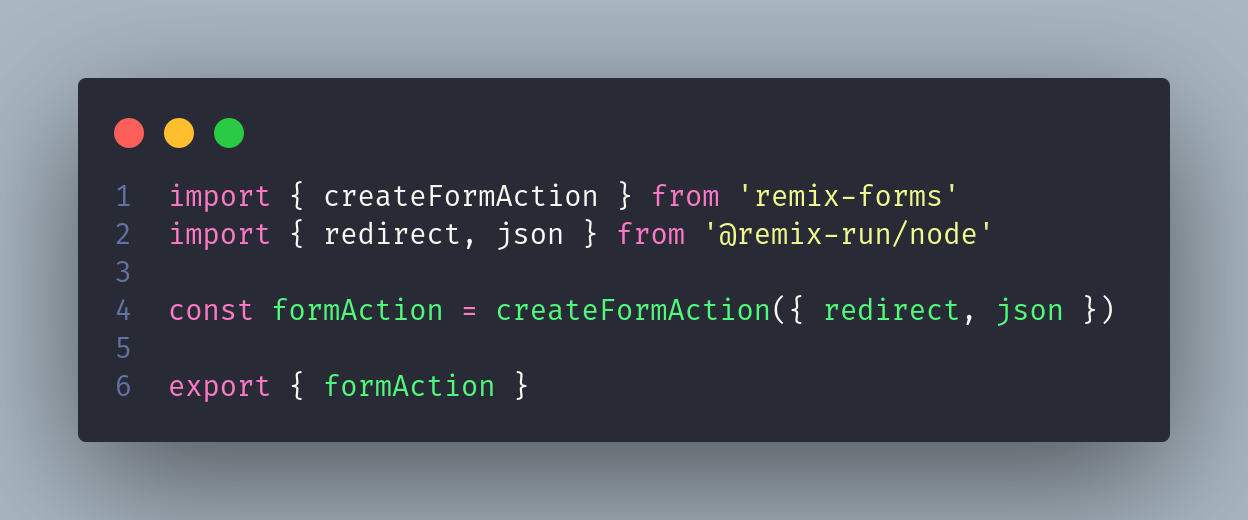 1 import { createFormAction } from 'remix-forms'
2 import { redirect, json } from '@remix-run/node'
3
4 const formAction = createFormAction({ redirect, json })
5
6 export { formAction }